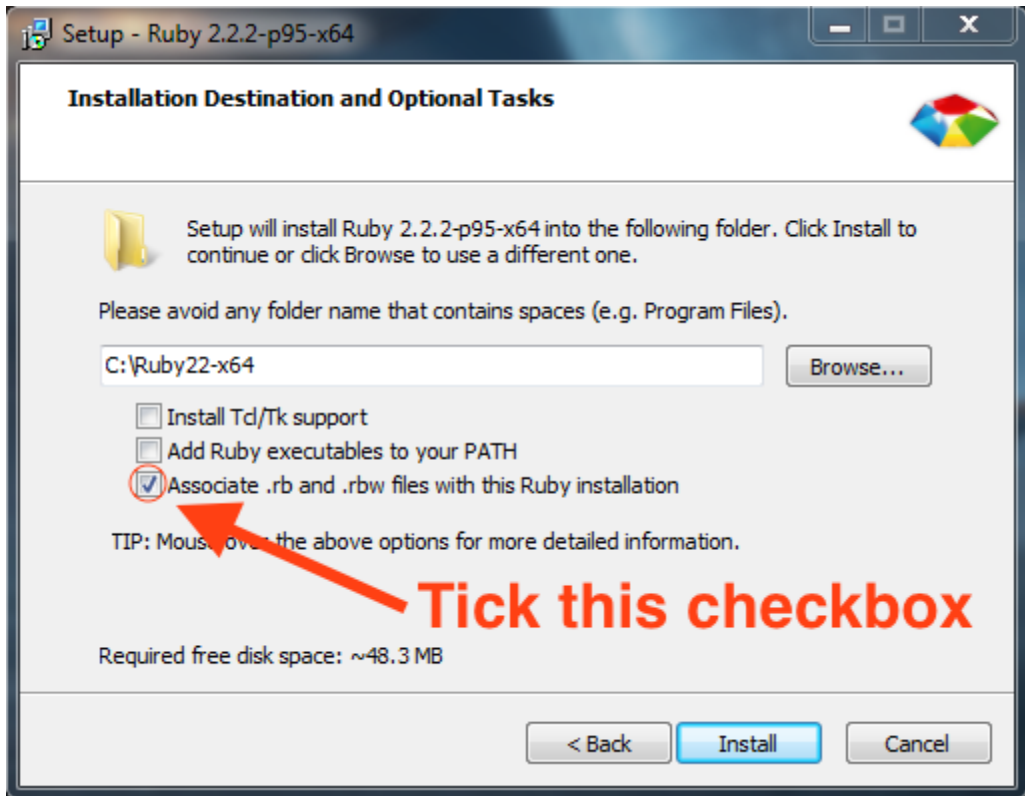 Setup - Ruby 2.2.2-p95-x64
Installation Destination and Optional Tasks
Setup will install Ruby 2.2.2-p95-x64 into the following folder. Click Install to
continue or click Browse to use a different one.
Please avoid any folder name that contains spaces (e.g. Program Files).
C:\Ruby22-x64
Browse...
Install Tcl/Tk support
Add Ruby executables to your PATH
Associate .rb and .rbw files with this Ruby installation
TIP: Mouse over the above options for more detailed information.
Tick this checkbox
Required free disk space: ~48.3 MB
< Back
Install
Cancel